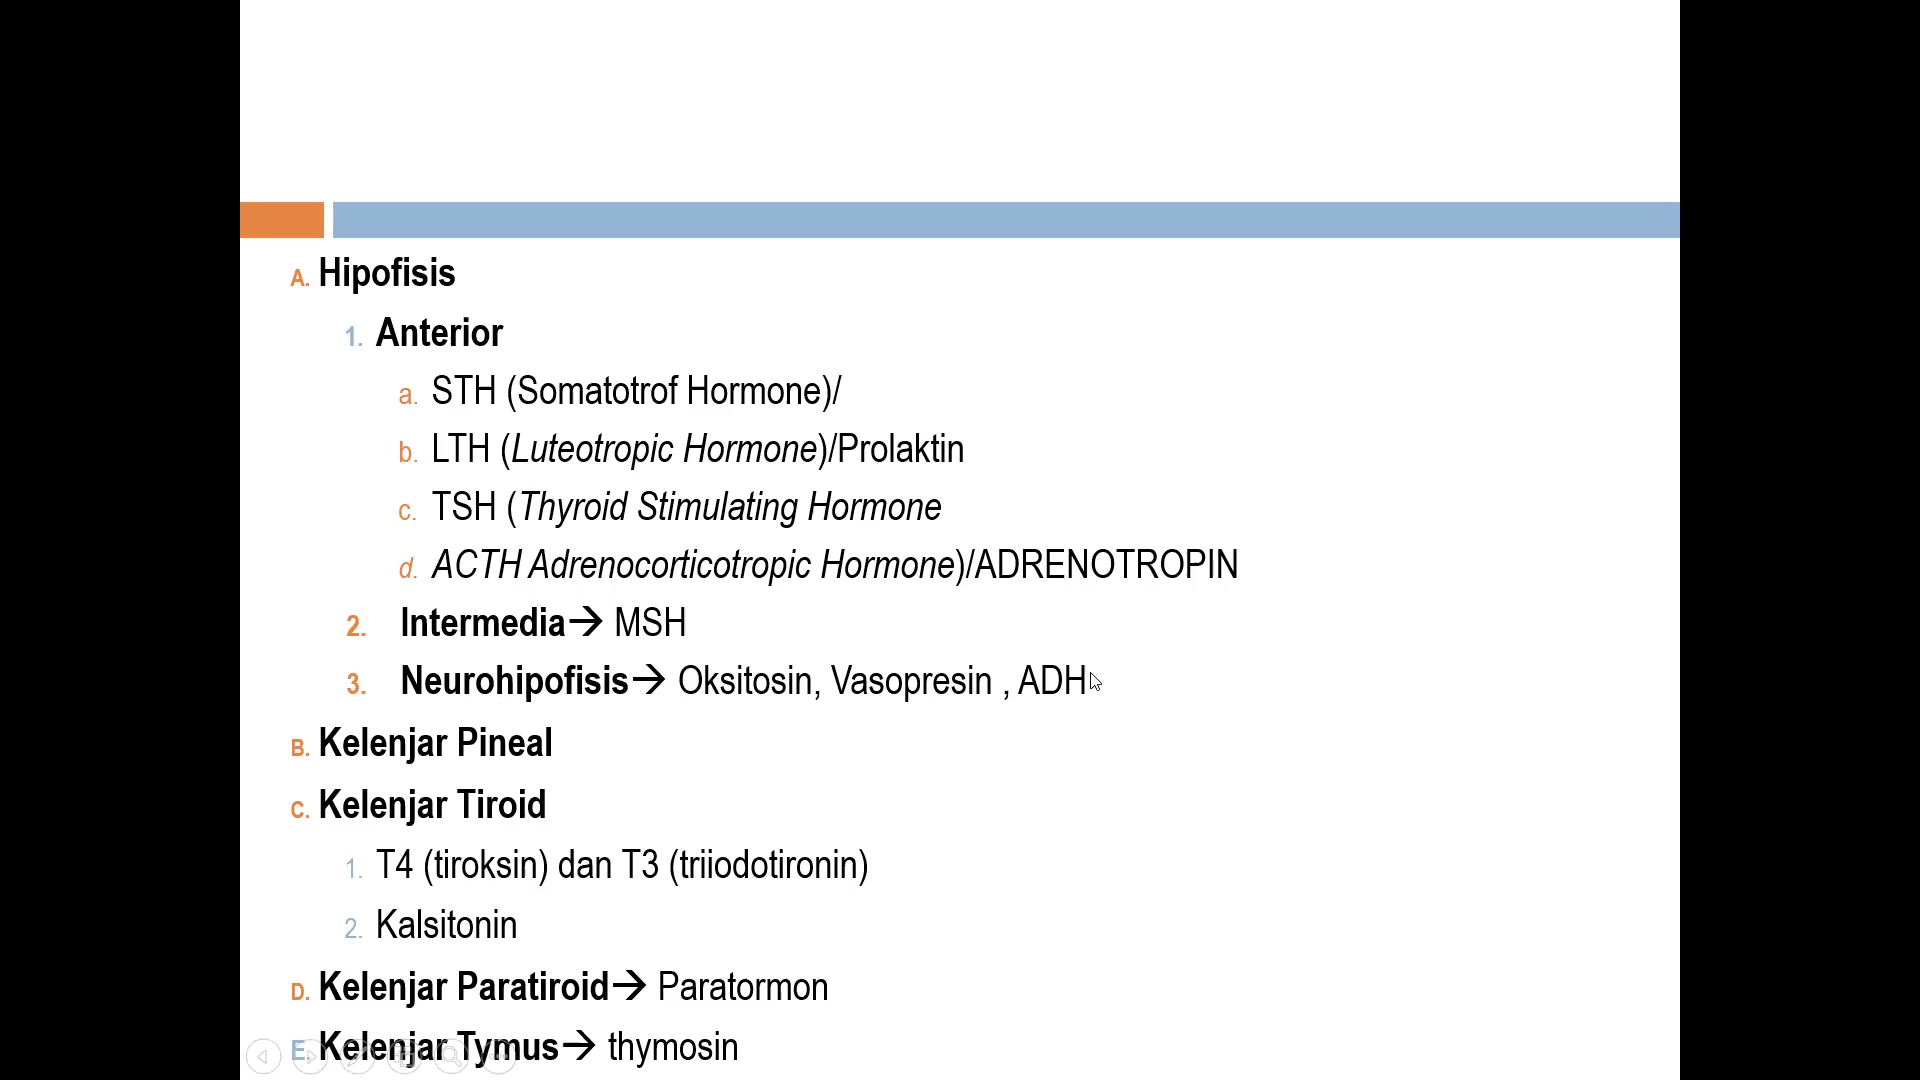 A. Hipofisis
1. Anterior
a. STH (Somatotrof Hormone)/
b. LTH (Luteotropic Hormone)/Prolaktin
c. TSH (Thyroid Stimulating Hormone
d. ACTH Adrenocorticotropic Hormone)/ADRENOTROPIN
2. Intermedia→ MSH
3. Neurohipofisis→ Oksitosin, Vasopresin , ADH
B. Kelenjar Pineal
C. Kelenjar Tiroid
1. T4 (tiroksin) dan T3 (triiodotironin)
2. Kalsitonin
D. Kelenjar Paratiroid→ Paratormon
E. Kelenjar Tymus→ thymosin